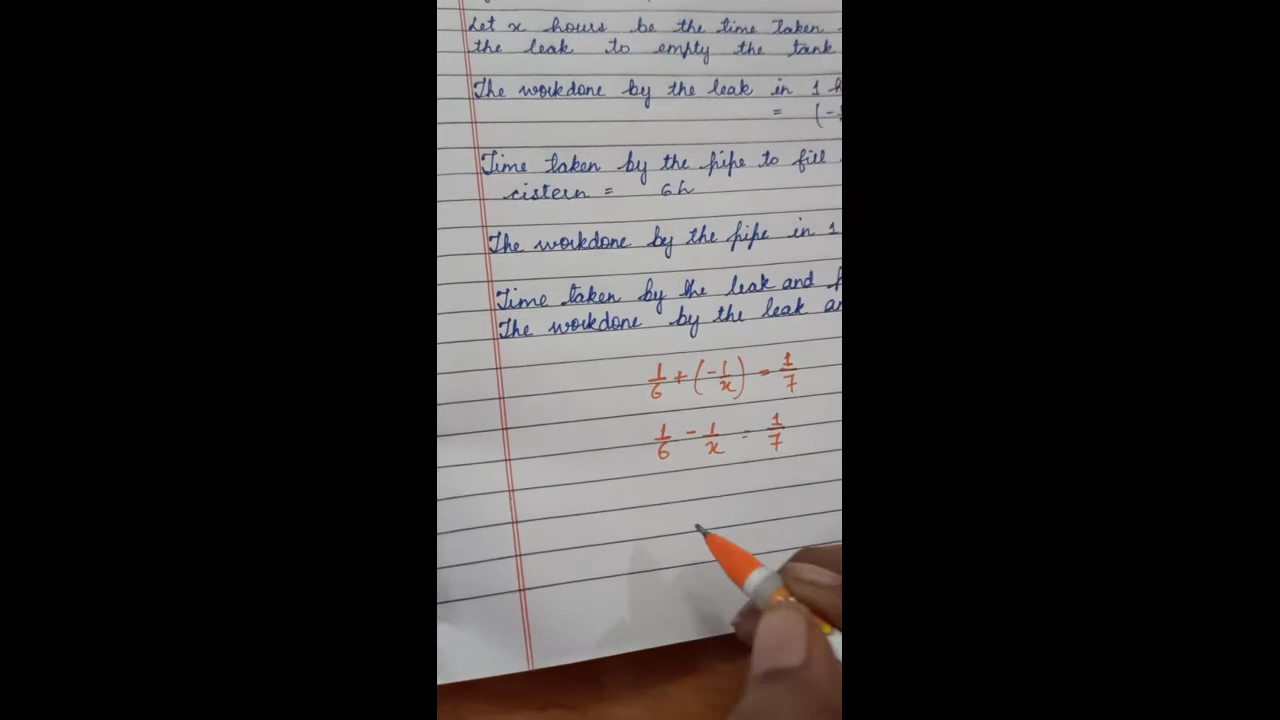 Let x hours be the time taken
the leak to empty the tank
The workdone by the leak in 1 h
= (-
Time taken by the pipe to fill
cistern = 6h
The workdone by the pipe in 1
Time taken by the leak and
The workdone by the leak an
1/6 + (-1/x) = 1/7
1/6 - 1/x = 1/7